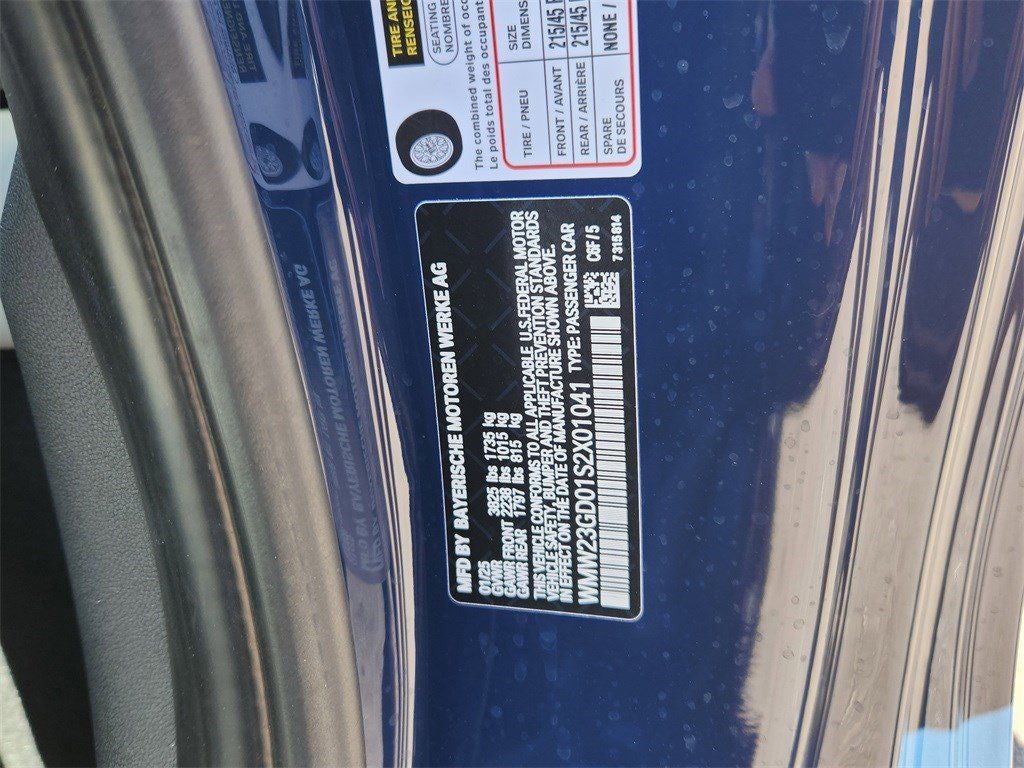 MFD BY BAYERISCHE MOTOREN WERKE AG
01/25
GVWR 3825 lbs 1735 kg
GAWR FRONT 2238 lbs 1015 kg
GAWR REAR 1797 lbs 815 kg
THIS VEHICLE CONFORMS TO ALL APPLICABLE U.S. FEDERAL MOTOR
VEHICLE SAFETY, BUMPER AND THEFT PREVENTION STANDARDS
IN EFFECT ON THE DATE OF MANUFACTURE SHOWN ABOVE.
WMW23GD01S2X01041 TYPE: PASSENGER CAR
C6F / 5
7 315 814
TIRE AND
RENSEIG
SEATING
NOMBRE
The combined weight of occ
Le poids total des occupant
TIRE / PNEU
SIZE
DIMENS
FRONT / AVANT 215/45
REAR / ARRIÈRE 215/45
SPARE
DE SECOURS
NONE /